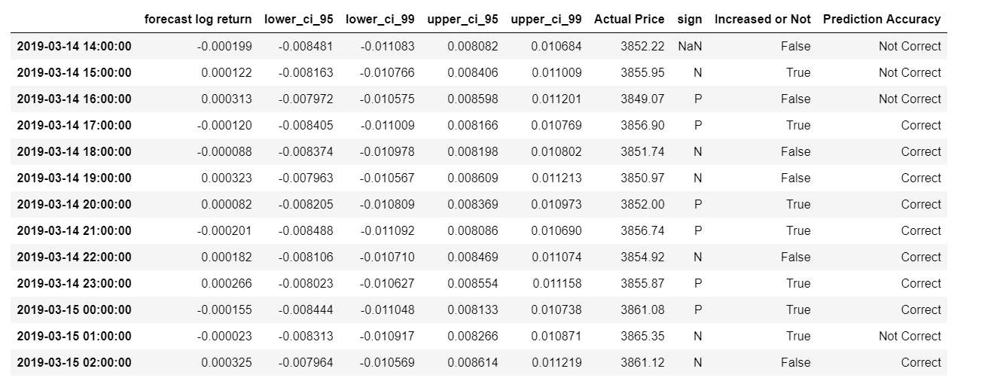 forecast log return lower_ci_95 lower_ci_99 upper_ci_95 upper_ci_99 Actual Price sign Increased or Not Prediction Accuracy
2019-03-14 14:00:00 -0.000199 -0.008481 -0.011083 0.008082 0.010684 3852.22 NaN False Not Correct
2019-03-14 15:00:00 0.000122 -0.008163 -0.010766 0.008406 0.011009 3855.95 N True Not Correct
2019-03-14 16:00:00 0.000313 -0.007972 -0.010575 0.008598 0.011201 3849.07 P False Not Correct
2019-03-14 17:00:00 -0.000120 -0.008405 -0.011009 0.008166 0.010769 3856.90 P True Correct
2019-03-14 18:00:00 -0.000088 -0.008374 -0.010978 0.008198 0.010802 3851.74 N False Correct
2019-03-14 19:00:00 0.000323 -0.007963 -0.010567 0.008609 0.011213 3850.97 N False Correct
2019-03-14 20:00:00 0.000082 -0.008205 -0.010809 0.008369 0.010973 3852.00 P True Correct
2019-03-14 21:00:00 -0.000201 -0.008488 -0.011092 0.008086 0.010690 3856.74 P True Correct
2019-03-14 22:00:00 0.000182 -0.008106 -0.010710 0.008469 0.011074 3854.92 N False Correct
2019-03-14 23:00:00 0.000266 -0.008023 -0.010627 0.008554 0.011158 3855.87 P True Correct
2019-03-15 00:00:00 -0.000155 -0.008444 -0.011048 0.008133 0.010738 3861.08 P True Correct
2019-03-15 01:00:00 -0.000023 -0.008313 -0.010917 0.008266 0.010871 3865.35 N True Not Correct
2019-03-15 02:00:00 0.000325 -0.007964 -0.010569 0.008614 0.011219 3861.12 N False Correct